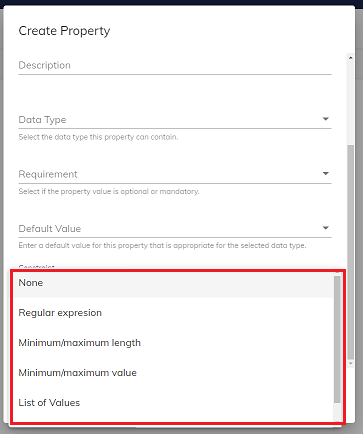 Create Property
Description
Data Type
Select the data type this property can contain.
Requirement
Select if the property value is optional or mandatory.
Default Value
Enter a default value for this property that is appropriate for the selected data type.
Constraint
None
Regular expresion
Minimum/maximum length
Minimum/maximum value
List of Values